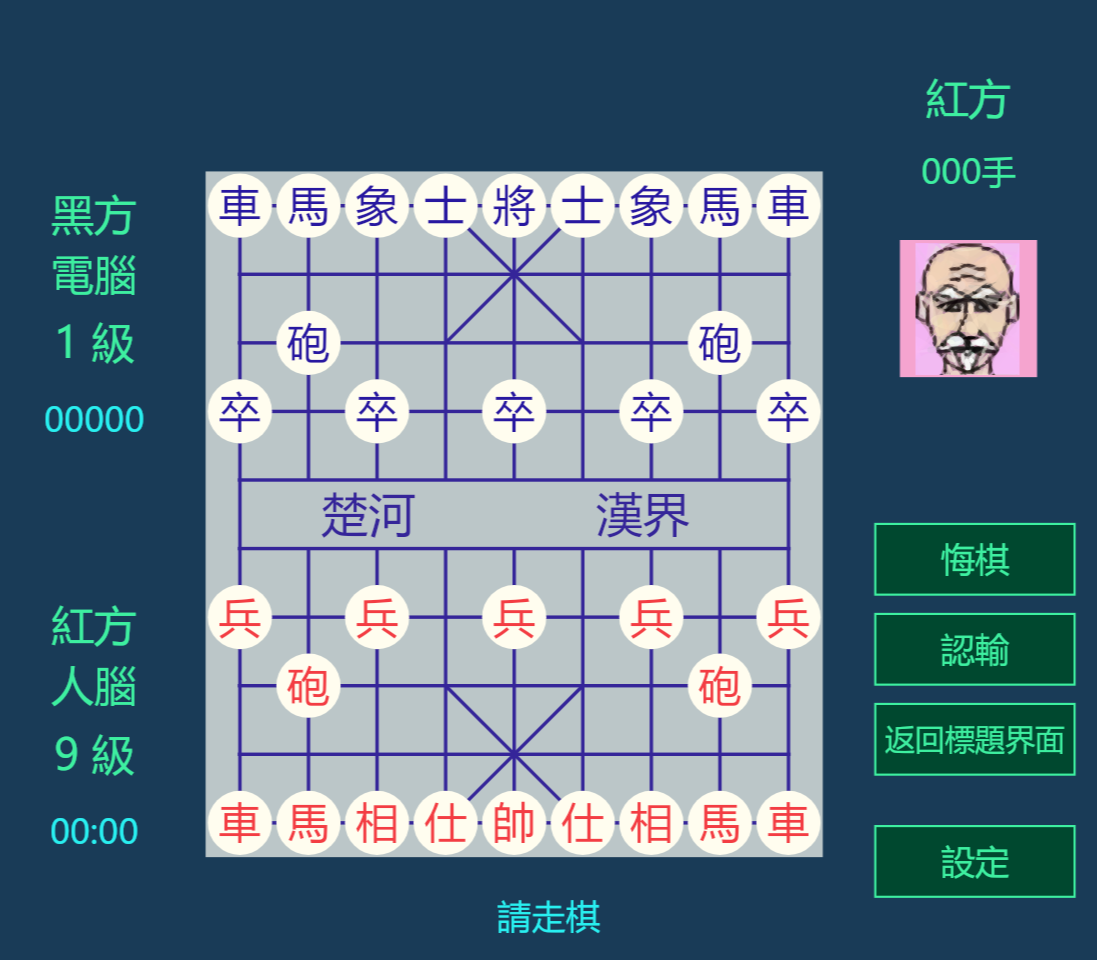 紅方
000手
黑方
電腦
1 級
00000
車馬象士將士象馬車
砲 砲
卒 卒 卒 卒 卒
楚河 漢界
兵 兵 兵 兵 兵
砲 砲
車馬相仕帥仕相馬車
紅方
人腦
9 級
00:00
悔棋
認輸
返回標題界面
設定
請走棋